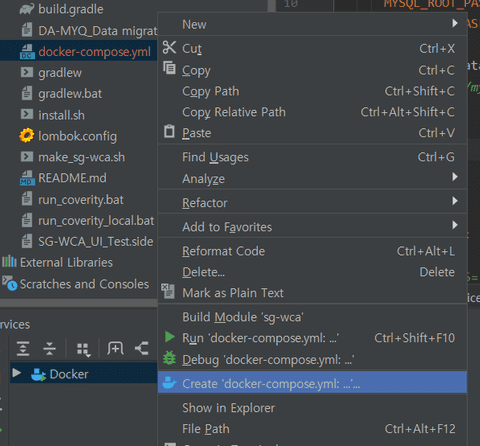 build.gradle
DA-MYQ_Data migrat
docker-compose.yml
gradlew
gradlew.bat
install.sh
lombok.config
make_sg-wca.sh
README.md
run_coverity.bat
run_coverity_local.bat
SG-WCA_UI_Test.side
External Libraries
Scratches and Consoles
rvices
Docker
New
Cut Ctrl+X
Copy Ctrl+C
Copy Path Ctrl+Shift+C
Copy Relative Path Ctrl+Alt+Shift+C
Paste Ctrl+V
Find Usages Ctrl+G
Analyze
Refactor
Add to Favorites
Reformat Code Ctrl+Alt+L
Delete... Delete
Mark as Plain Text
Build Module 'sg-wca'
Run 'docker-compose.yml: ...' Ctrl+Shift+F10
Debug 'docker-compose.yml: ...'
Create 'docker-compose.yml: ...'...
Show in Explorer
File Path Ctrl+Alt+F12
10 MYSQL_ROOT_PAS